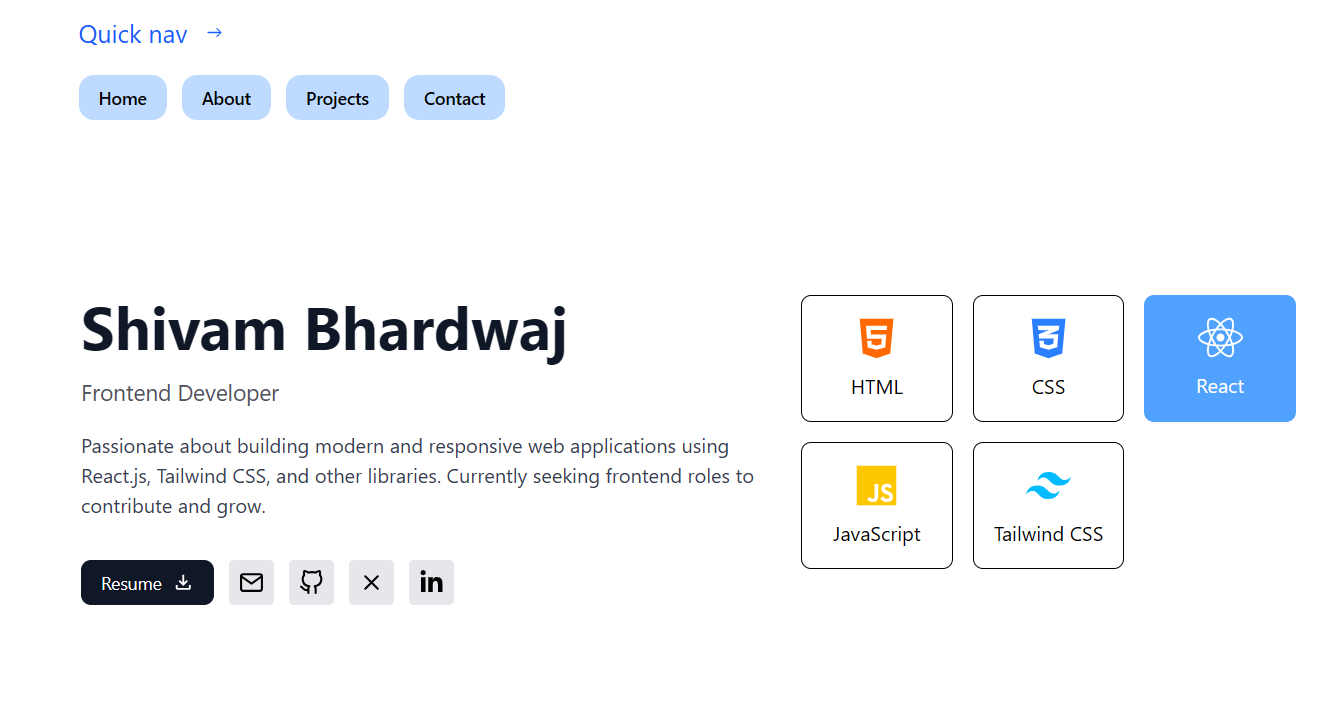 Quick nav →
Home About Projects Contact
Shivam Bhardwaj
Frontend Developer
Passionate about building modern and responsive web applications using
React.js, Tailwind CSS, and other libraries. Currently seeking frontend roles to
contribute and grow.
Resume
in
HTML CSS React
JS
JavaScript Tailwind CSS